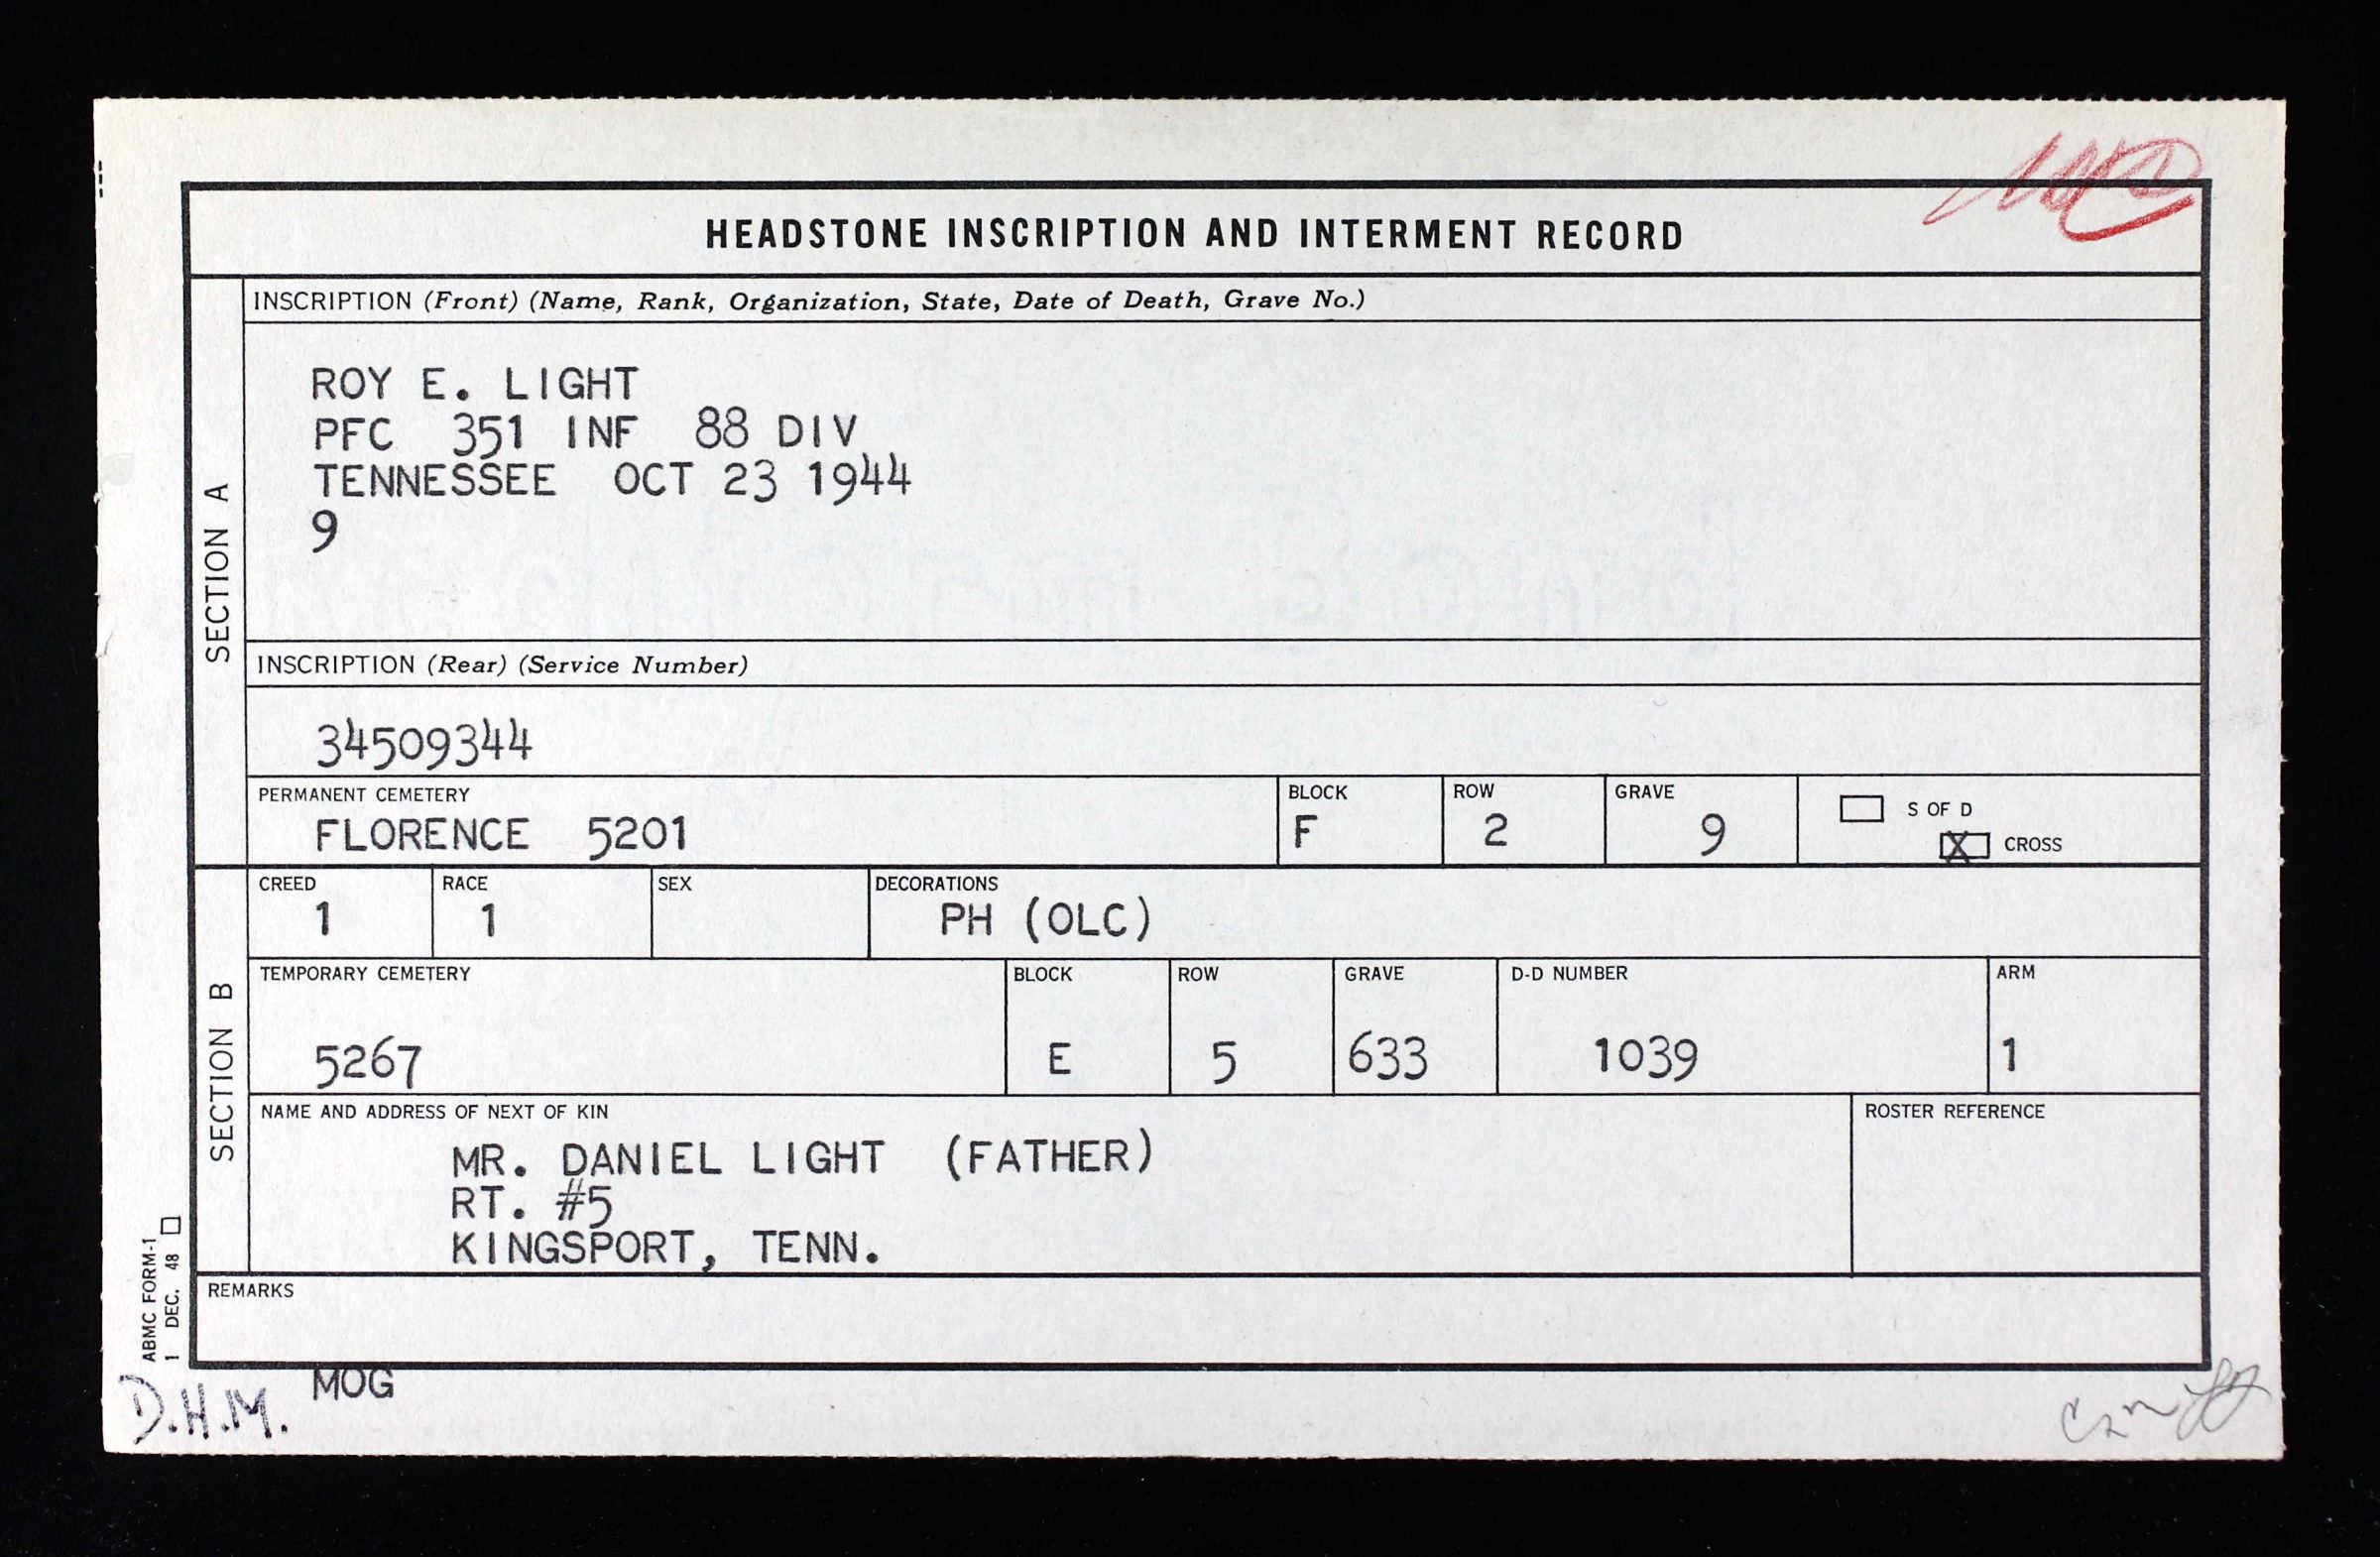 HEADSTONE INSCRIPTION AND INTERMENT RECORD
SECTION A
INSCRIPTION (Front) (Name, Rank, Organization, State, Date of Death, Grave No.)
ROY E. LIGHT
PFC 351 INF 88 DIV
TENNESSEE OCT 23 1944
9
INSCRIPTION (Rear) (Service Number)
34509344
PERMANENT CEMETERY BLOCK ROW GRAVE
FLORENCE 5201 F 2 9
S OF D
X CROSS
SECTION B
CREED RACE SEX DECORATIONS
1 1 PH (OLC)
TEMPORARY CEMETERY BLOCK ROW GRAVE D-D NUMBER ARM
5267 E 5 633 1039 1
NAME AND ADDRESS OF NEXT OF KIN ROSTER REFERENCE
MR. DANIEL LIGHT (FATHER)
RT. #5
KINGSPORT, TENN.
REMARKS
ABMC FORM-1
1 DEC. 48
D.H.M. MOG